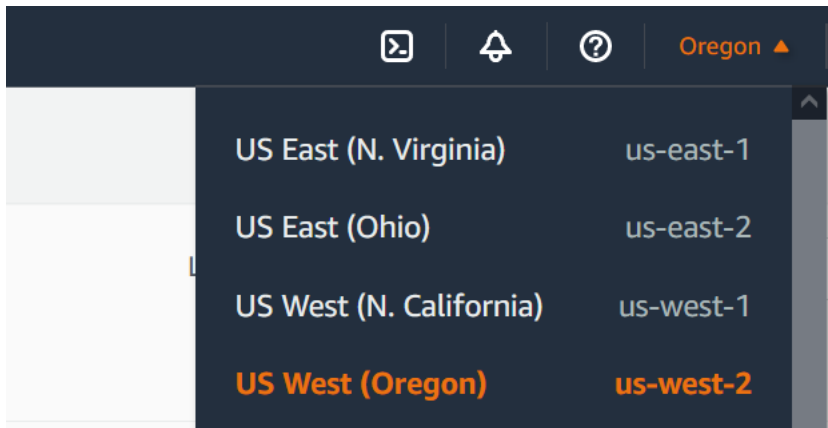 Oregon ▲
US East (N. Virginia) us-east-1
US East (Ohio) us-east-2
US West (N. California) us-west-1
US West (Oregon) us-west-2